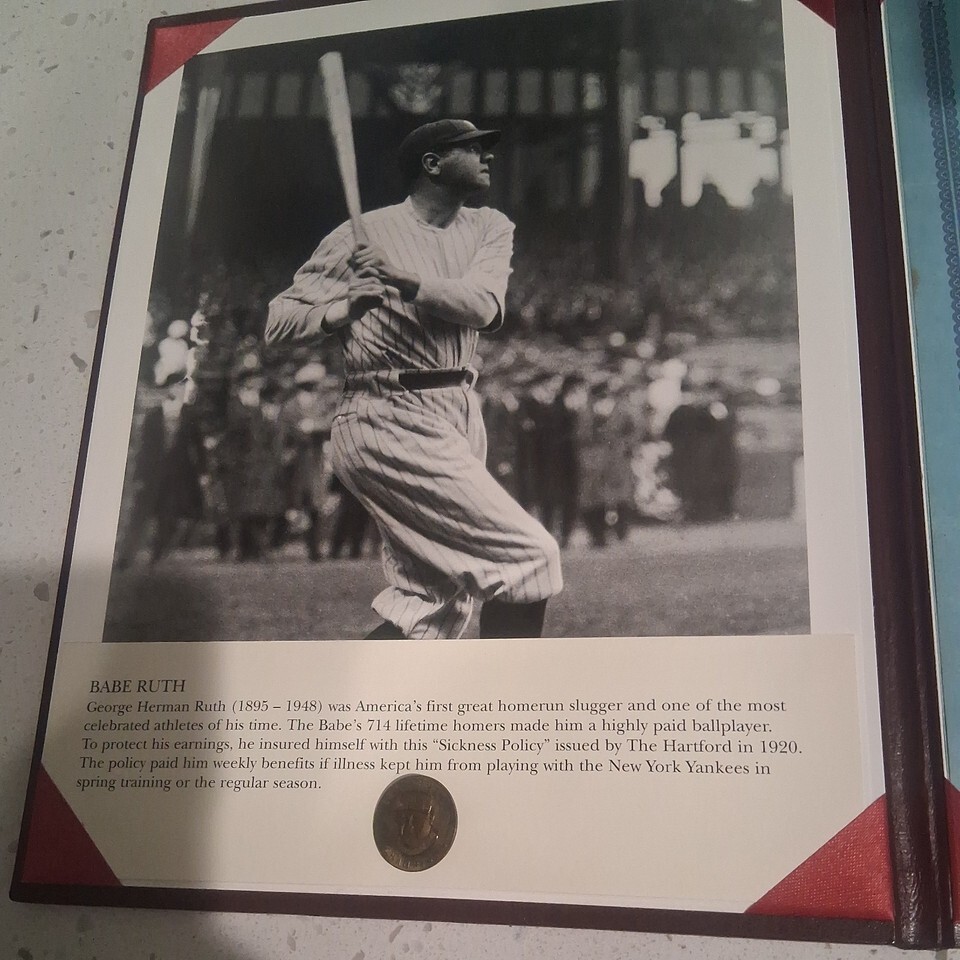 BABE RUTH
George Herman Ruth (1895 – 1948) was America's first great homerun slugger and one of the most
celebrated athletes of his time. The Babe's 714 lifetime homers made him a highly paid ballplayer.
To protect his earnings, he insured himself with this “Sickness Policy” issued by The Hartford in 1920.
The policy paid him weekly benefits if illness kept him from playing with the New York Yankees in
spring training or the regular season.